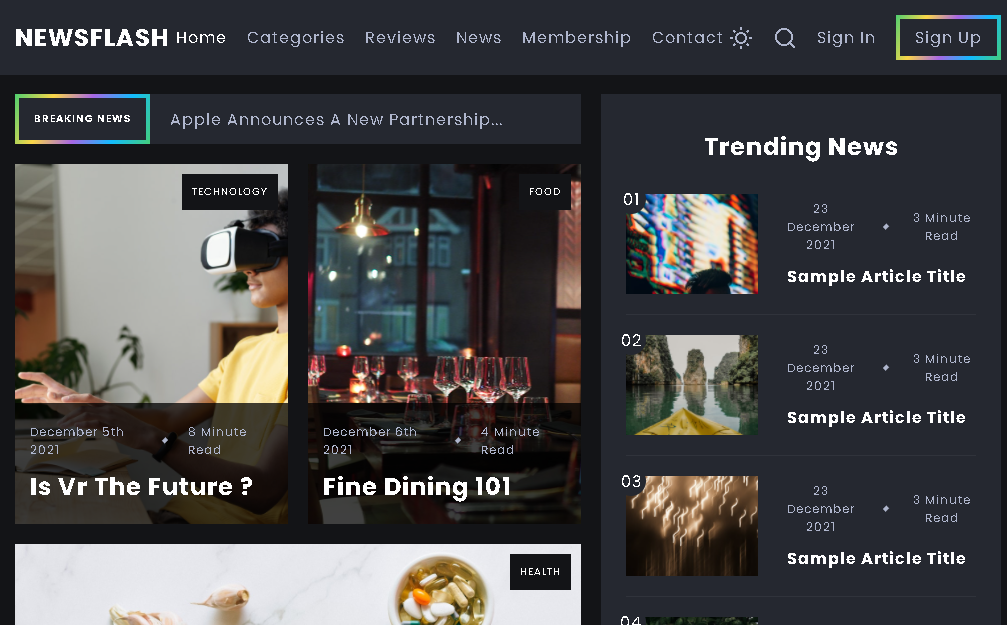 NEWSFLASH Home Categories Reviews News Membership Contact Sign In Sign Up
BREAKING NEWS Apple Announces A New Partnership...
TECHNOLOGY
December 5th
2021
8 Minute
Read
Is Vr The Future ?
FOOD
December 6th
2021
4 Minute
Read
Fine Dining 101
HEALTH
Trending News
01
23
December
2021
3 Minute
Read
Sample Article Title
02
23
December
2021
3 Minute
Read
Sample Article Title
03
23
December
2021
3 Minute
Read
Sample Article Title
04